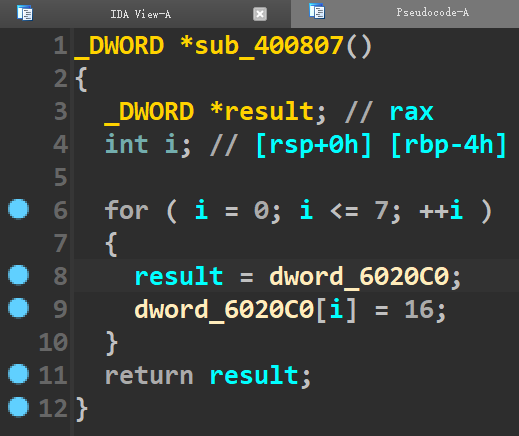 IDA View-A Pseudocode-A
1 _DWORD *sub_400807()
2 {
3   _DWORD *result; // rax
4   int i; // [rsp+0h] [rbp-4h]
5
6   for ( i = 0; i <= 7; ++i )
7   {
8     result = dword_6020C0;
9     dword_6020C0[i] = 16;
10   }
11   return result;
12 }